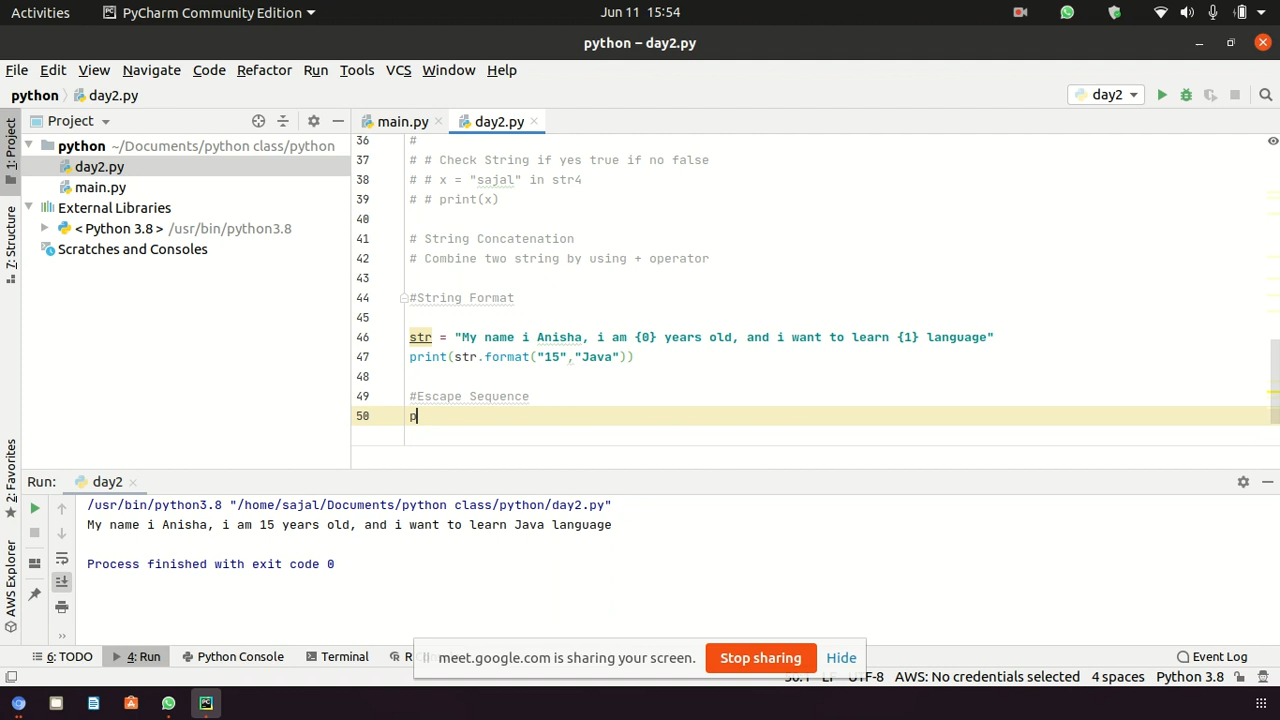 Activities PyCharm Community Edition Jun 11 15:54
python – day2.py
File Edit View Navigate Code Refactor Run Tools VCS Window Help
python day2.py day2
1: Project
Project
main.py day2.py
python ~/Documents/python class/python
day2.py
main.py
External Libraries
< Python 3.8 > /usr/bin/python3.8
Scratches and Consoles
7: Structure
2: Favorites
AWS Explorer
36 #
37 # # Check String if yes true if no false
38 # # x = "sajal" in str4
39 # # print(x)
40
41 # String Concatenation
42 # Combine two string by using + operator
43
44 #String Format
45
46 str = "My name i Anisha, i am {0} years old, and i want to learn {1} language"
47 print(str.format("15","Java"))
48
49 #Escape Sequence
50 p
Run: day2
/usr/bin/python3.8 "/home/sajal/Documents/python class/python/day2.py"
My name i Anisha, i am 15 years old, and i want to learn Java language
Process finished with exit code 0
meet.google.com is sharing your screen. Stop sharing Hide
6: TODO 4: Run Python Console Terminal Event Log
UTF-8 AWS: No credentials selected 4 spaces Python 3.8